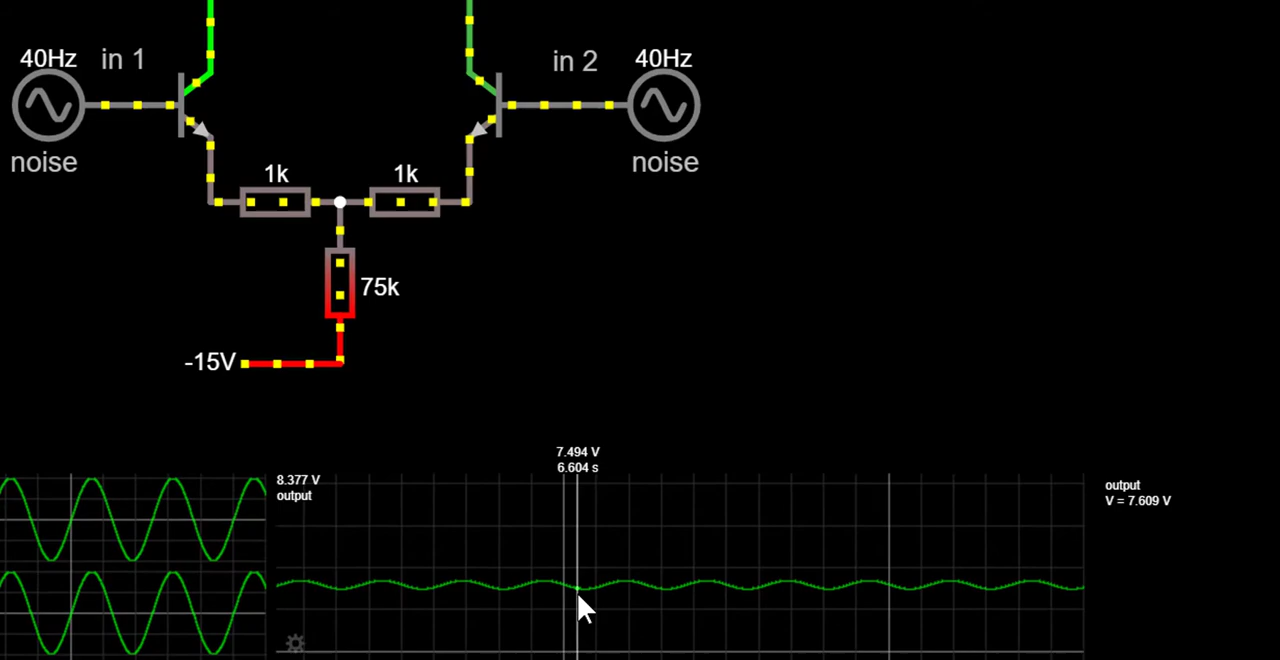 40Hz
in 1
in 2
40Hz
noise
noise
1k
1k
75k
-15V
7.494 V
6.604 s
8.377 V
output
output
V = 7.609 V